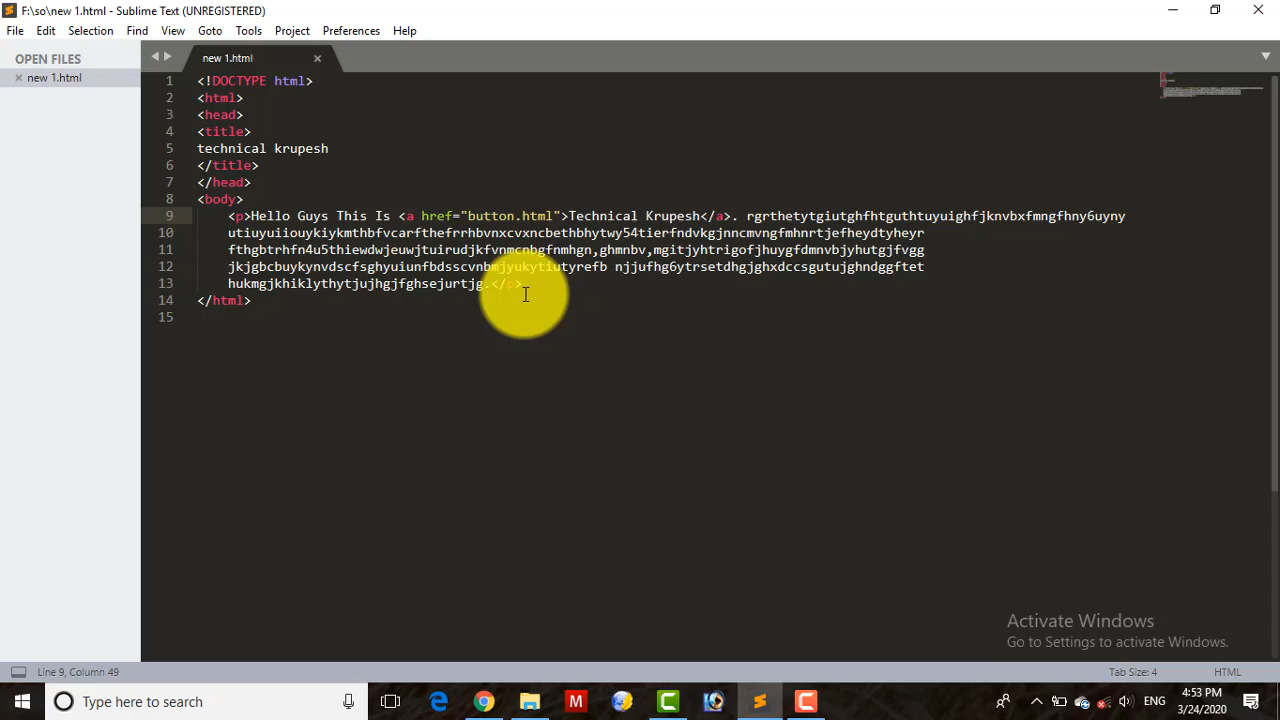 F:\so\new 1.html - Sublime Text (UNREGISTERED)
File Edit Selection Find View Goto Tools Project Preferences Help
OPEN FILES
new 1.html
new 1.html
1 <!DOCTYPE html>
2 <html>
3 <head>
4 <title>
5 technical krupesh
6 </title>
7 </head>
8 <body>
9 <p>Hello Guys This Is <a href="button.html">Technical Krupesh</a>. rgrthetytgiutghfhtguthtuyuighfjknvbxfmngfhny6uyny
10 utiuyuiiouykiykmthbfvcarfthefrrhbvnxcvxncbethbhytwy54tierfndvkgjnncmvngfmhnrtjefheydtyheyr
11 fthgbtrhfn4u5thiewdwjeuwjtuirudjkfvnmcnbgfnmhgn,ghmnbv,mgitjyhtrigofjhuygfdmnvbjyhutgjfvgg
12 jkjgbcbuykynvdscfsghyuiunfbdsscvnbmjyukytiutyrefb njjufhg6ytrsetdhgjghxdccsgutujghndggftet
13 hukmgjkhiklythytjujhgjfghsejurtjg.</p>
14 </html>
15
Activate Windows
Go to Settings to activate Windows.
Line 9, Column 49
Tab Size: 4
HTML
Type here to search
ENG
4:53 PM
3/24/2020